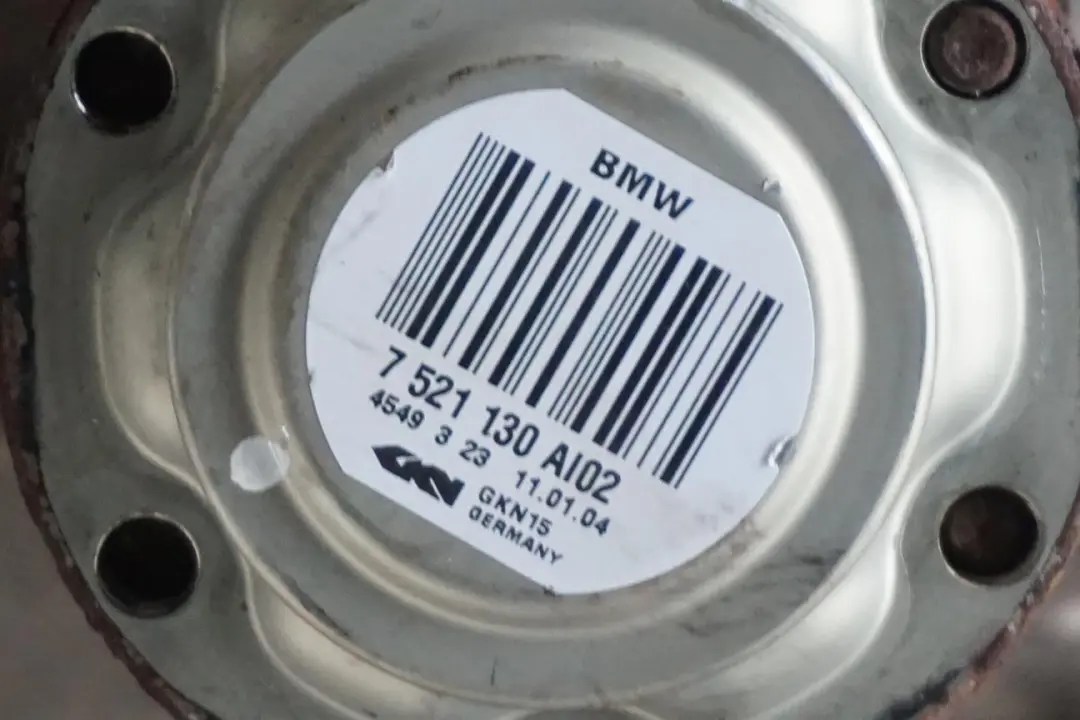 BMW
7 521 130 AI02
4549 3 23 11.01.04
GKN GKN15
GERMANY